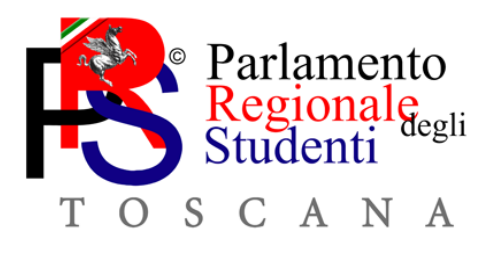 PRS ©
Parlamento
Regionale degli
Studenti
TOSCANA